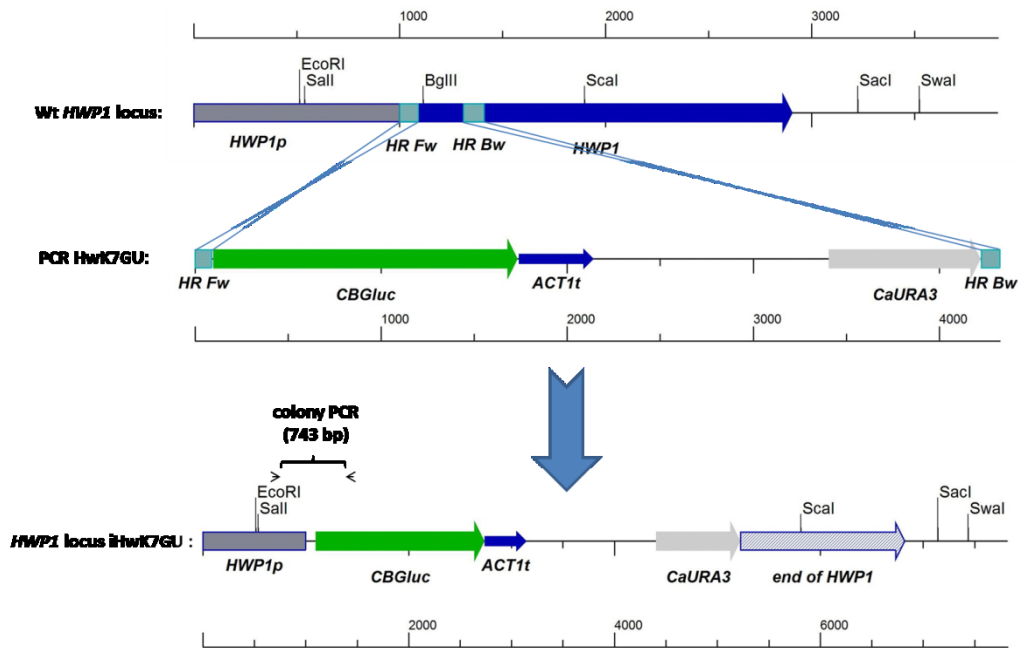 1000 2000 3000
EcoRI
SalI BglII ScaI SacI SwaI
Wt HWP1 locus:
HWP1p HR Fw HR Bw HWP1
PCR HwK7GU:
HR Fw CBGluc ACT1t CaURA3 HR Bw
1000 2000 3000 4000
colony PCR
(743 bp)
EcoRI
SalI ScaI SacI SwaI
HWP1 locus iHwK7GU :
HWP1p CBGluc ACT1t CaURA3 end of HWP1
2000 4000 6000